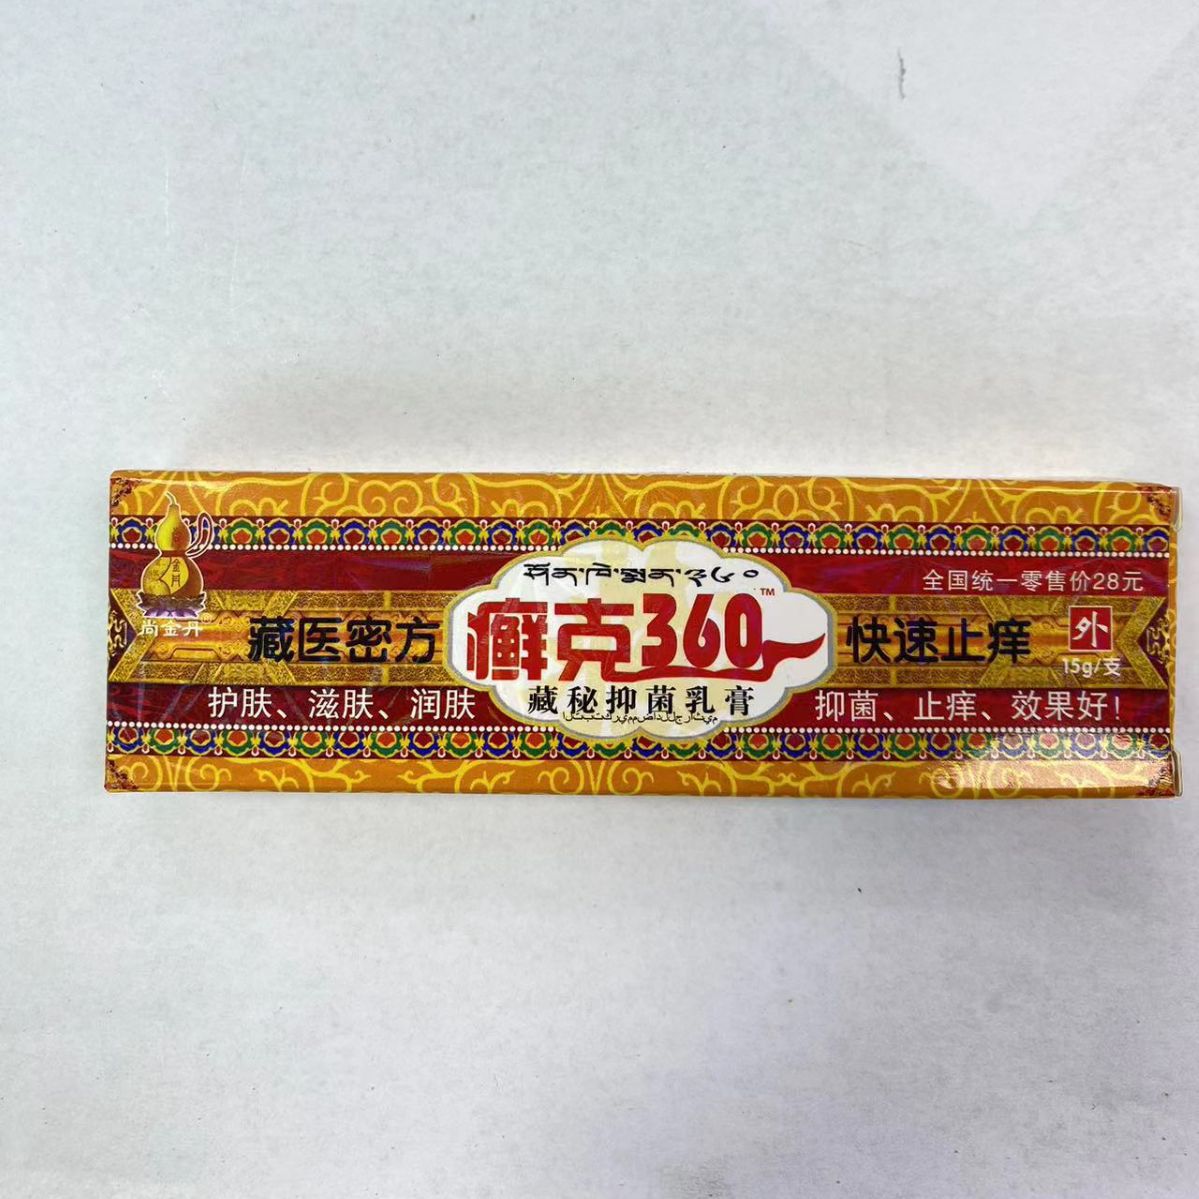 全国统一零售价28元
尚金丹
藏医密方
癣克360™
快速止痒
外
15g/支
护肤、滋肤、润肤
藏秘抑菌乳膏
抑菌、止痒、效果好!